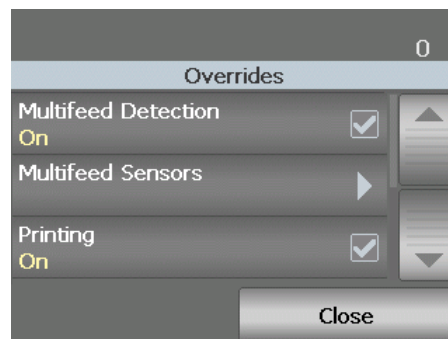 0
Overrides
Multifeed Detection
On
Multifeed Sensors
Printing
On
Close